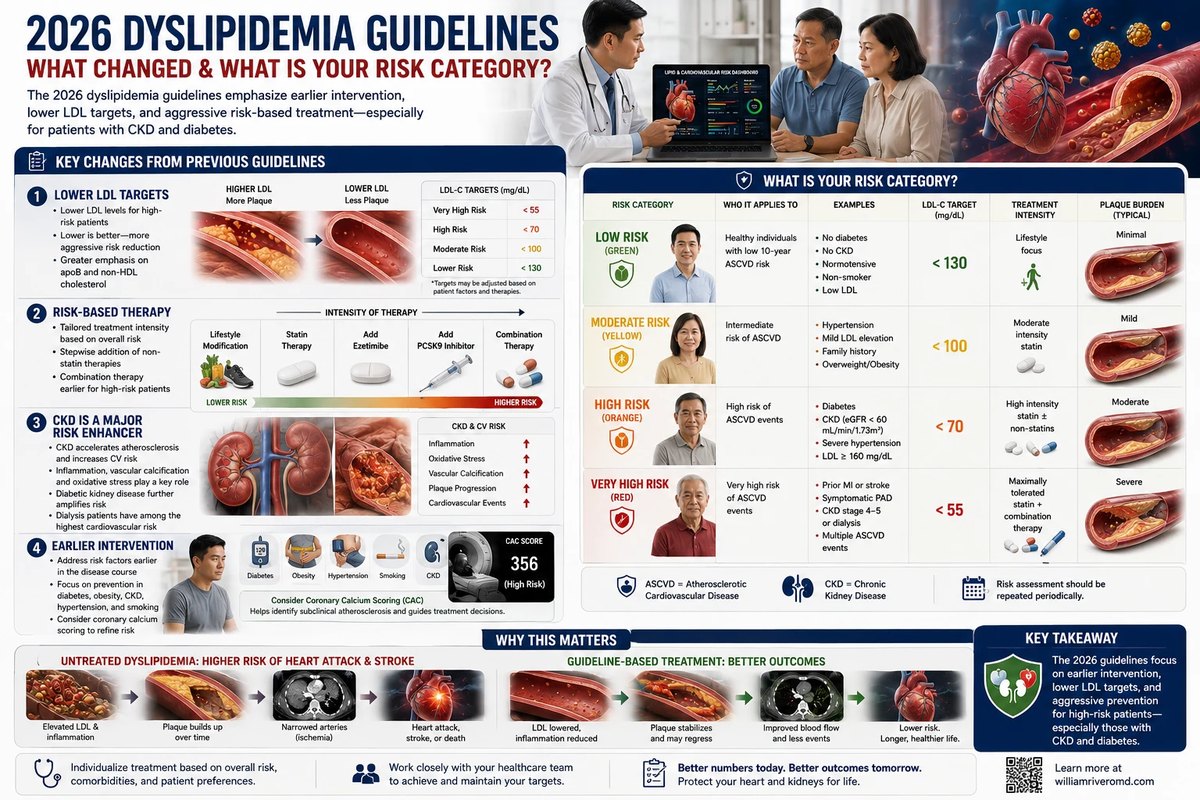 2026 DYSLIPIDEMIA GUIDELINES
WHAT CHANGED & WHAT IS YOUR RISK CATEGORY?
The 2026 dyslipidemia guidelines emphasize earlier intervention,
lower LDL targets, and aggressive risk-based treatment—especially
for patients with CKD and diabetes.
LIPID & CARDIOVASCULAR RISK DASHBOARD
KEY CHANGES FROM PREVIOUS GUIDELINES
1
LOWER LDL TARGETS
• Lower LDL levels for high-
risk patients
• Lower is better—more
aggressive risk reduction
• Greater emphasis on
apoB and non-HDL
cholesterol
HIGHER LDL
More Plaque
LOWER LDL
Less Plaque
LDL-C TARGETS (mg/dL)
Very High Risk < 55
High Risk < 70
Moderate Risk < 100
Lower Risk < 130
*Targets may be adjusted based on
patient factors and therapies.
2
RISK-BASED THERAPY
• Tailored treatment intensity
based on overall risk
• Stepwise addition of non-
statin therapies
• Combination therapy
earlier for high-risk patients
INTENSITY OF THERAPY
Lifestyle
Modification
Statin
Therapy
Add
Ezetimibe
Add
PCSK9 Inhibitor
Combination
Therapy
LOWER RISK
HIGHER RISK
3
CKD IS A MAJOR
RISK ENHANCER
• CKD accelerates atherosclerosis
and increases CV risk
• Inflammation, vascular calcification
and oxidative stress play a key role
• Diabetic kidney disease further
amplifies risk
• Dialysis patients have among the
highest cardiovascular risk
CKD & CV RISK
Inflammation ↑
Oxidative Stress ↑
Vascular Calcification ↑
Plaque Progression ↑
Cardiovascular Events ↑
4
EARLIER INTERVENTION
• Address risk factors earlier
in the disease course
• Focus on prevention in
diabetes, obesity, CKD,
hypertension, and smoking
• Consider coronary calcium
scoring to refine risk
Diabetes
Obesity
Hypertension
Smoking
CKD
CAC SCORE
356
(High Risk)
Consider Coronary Calcium Scoring (CAC)
Helps identify subclinical atherosclerosis and guides treatment decisions.
WHAT IS YOUR RISK CATEGORY?
RISK CATEGORY
WHO IT APPLIES TO
EXAMPLES
LDL-C TARGET
(mg/dL)
TREATMENT
INTENSITY
PLAQUE BURDEN
(TYPICAL)
LOW RISK
(GREEN)
Healthy individuals
with low 10-year
ASCVD risk
• No diabetes
• No CKD
• Normotensive
• Non-smoker
• Low LDL
< 130
Lifestyle
focus
Minimal
MODERATE RISK
(YELLOW)
Intermediate
risk of ASCVD
• Hypertension
• Mild LDL elevation
• Family history
• Overweight/Obesity
< 100
Moderate
intensity
statin
Mild
HIGH RISK
(ORANGE)
High risk of
ASCVD events
• Diabetes
• CKD (eGFR < 60
mL/min/1.73m²)
• Severe hypertension
• LDL ≥ 160 mg/dL
< 70
High intensity
statin ±
non-statins
Moderate
VERY HIGH RISK
(RED)
Very high risk
of ASCVD
events
• Prior MI or stroke
• Symptomatic PAD
• CKD stage 4–5
or dialysis
• Multiple ASCVD
events
< 55
Maximally
tolerated
statin +
combination
therapy
Severe
ASCVD = Atherosclerotic
Cardiovascular Disease
CKD = Chronic
Kidney Disease
Risk assessment should be
repeated periodically.
WHY THIS MATTERS
UNTREATED DYSLIPIDEMIA: HIGHER RISK OF HEART ATTACK & STROKE
Elevated LDL &
inflammation
Plaque builds up
over time
Narrowed arteries
(ischemia)
Heart attack,
stroke, or death
GUIDELINE-BASED TREATMENT: BETTER OUTCOMES
LDL lowered,
inflammation reduced
Plaque stabilizes
and may regress
Improved blood flow
and less events
Lower risk.
Longer, healthier life.
KEY TAKEAWAY
The 2026 guidelines focus
on earlier intervention,
lower LDL targets, and
aggressive prevention
for high-risk patients—
especially those with
CKD and diabetes.
Individualize treatment based on overall risk,
comorbidities, and patient preferences.
Work closely with your healthcare team
to achieve and maintain your targets.
Better numbers today. Better outcomes tomorrow.
Protect your heart and kidneys for life.
Learn more at
williamriveromd.com